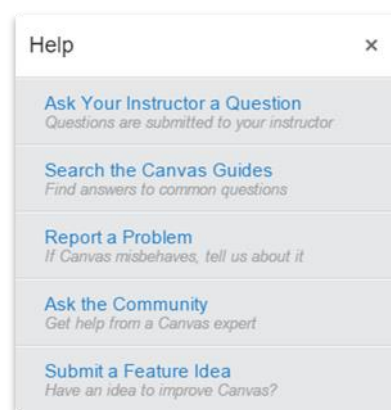 Help ×
Ask Your Instructor a Question
Questions are submitted to your instructor
Search the Canvas Guides
Find answers to common questions
Report a Problem
If Canvas misbehaves, tell us about it
Ask the Community
Get help from a Canvas expert
Submit a Feature Idea
Have an idea to improve Canvas?